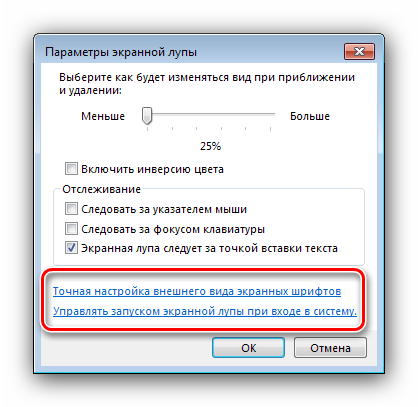 Параметры экранной лупы
Выберите как будет изменяться вид при приближении
и удалении:
Меньше Больше
25%
Включить инверсию цвета
Отслеживание
Следовать за указателем мыши
Следовать за фокусом клавиатуры
Экранная лупа следует за точкой вставки текста
Точная настройка внешнего вида экранных шрифтов
Управлять запуском экранной лупы при входе в систему.
ОК Отмена